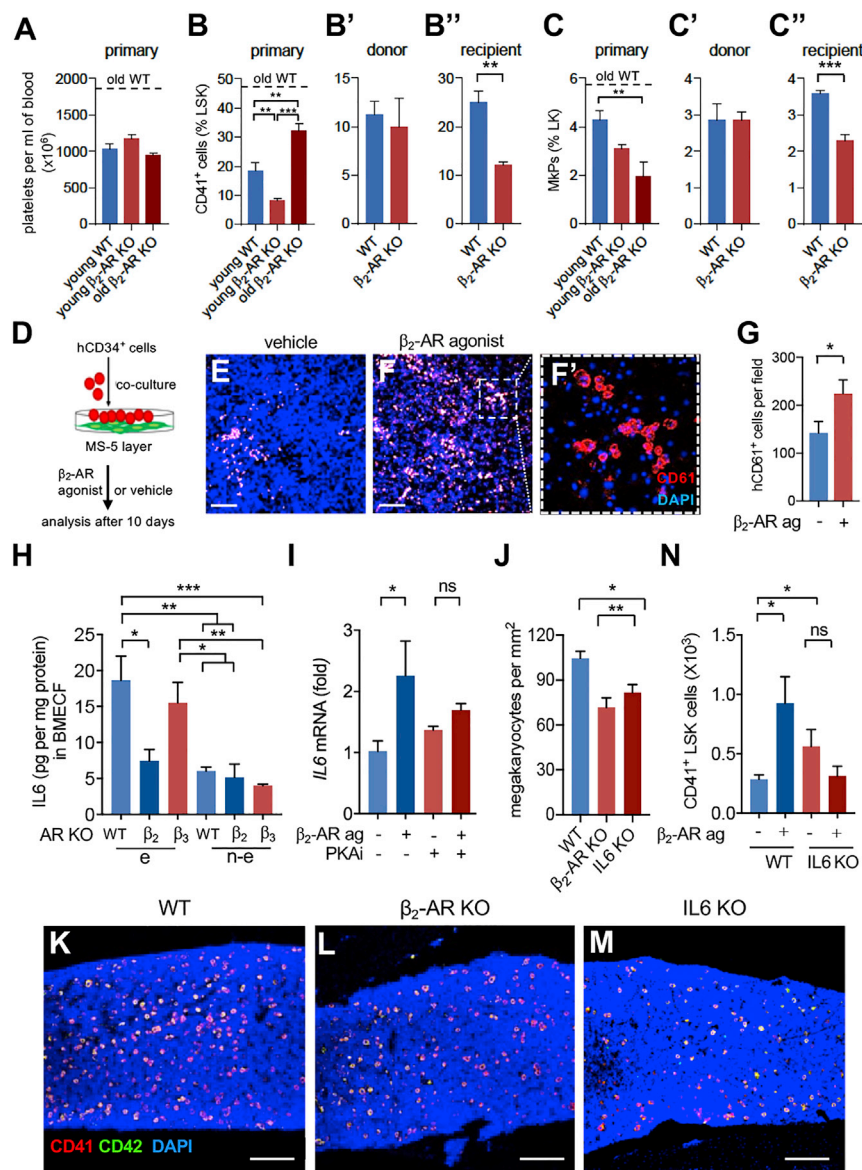 A
primary
old WT
platelets per ml of blood
(x10⁶)
2000
1500
1000
500
0
young WT
young β₂-AR KO
old β₂-AR KO
B
primary
old WT
CD41⁺ cells (% LSK)
50
40
30
20
10
0
**
** ***
young WT
young β₂-AR KO
old β₂-AR KO
B'
donor
15
10
5
0
WT
β₂-AR KO
B''
recipient
**
30
20
10
0
WT
β₂-AR KO
C
primary
old WT
**
MkPs (% LK)
6
4
2
0
young WT
young β₂-AR KO
old β₂-AR KO
C'
donor
4
3
2
1
0
WT
β₂-AR KO
C''
recipient
***
4
3
2
1
0
WT
β₂-AR KO
D
hCD34⁺ cells
co-culture
MS-5 layer
β₂-AR
agonist or vehicle
analysis after 10 days
vehicle
E
β₂-AR agonist
F
F'
CD61
DAPI
G
*
hCD61⁺ cells per field
300
200
100
0
β₂-AR ag - +
H
***
**
* **
*
IL6 (pg per mg protein)
in BMECF
25
20
15
10
5
0
AR KO WT β₂ β₃ WT β₂ β₃
e n-e
I
* ns
IL6 mRNA (fold)
3
2
1
0
β₂-AR ag - + - +
PKAi - - + +
J
*
**
megakaryocytes per mm²
120
90
60
30
0
WT
β₂-AR KO
IL6 KO
N
*
* ns
CD41⁺ LSK cells (X10³)
1.5
1.0
0.5
0.0
β₂-AR ag - + - +
WT IL6 KO
WT
K
CD41 CD42 DAPI
β₂-AR KO
L
IL6 KO
M